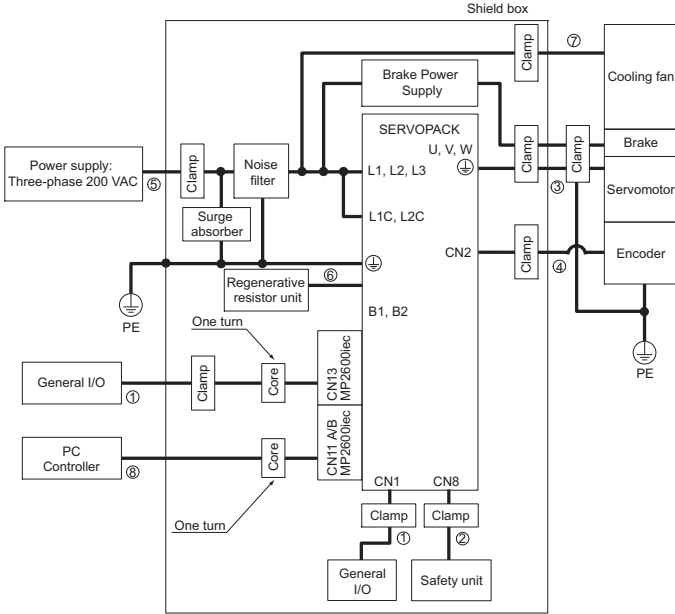 Shield box
⑦
Clamp
Cooling fan
Brake Power
Supply
SERVOPACK
U, V, W
Clamp
Clamp
Brake
Power supply:
Three-phase 200 VAC
⑤
Clamp
Noise
filter
L1, L2, L3
③
Servomotor
Surge
absorber
L1C, L2C
CN2
Clamp
④
Encoder
⑥
Regenerative
resistor unit
PE
B1, B2
One turn
PE
General I/O
①
Clamp
Core
CN13
MP2600iec
PC
Controller
⑧
Core
CN11 A/B
MP2600iec
One turn
CN1
CN8
Clamp
Clamp
①
②
General
I/O
Safety unit